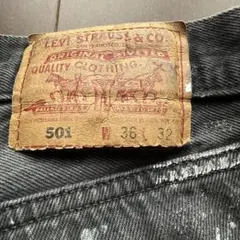 LEVI STRAUSS & CO.
ORIGINAL RIVETED
QUALITY CLOTHING
501 W 36 L 32